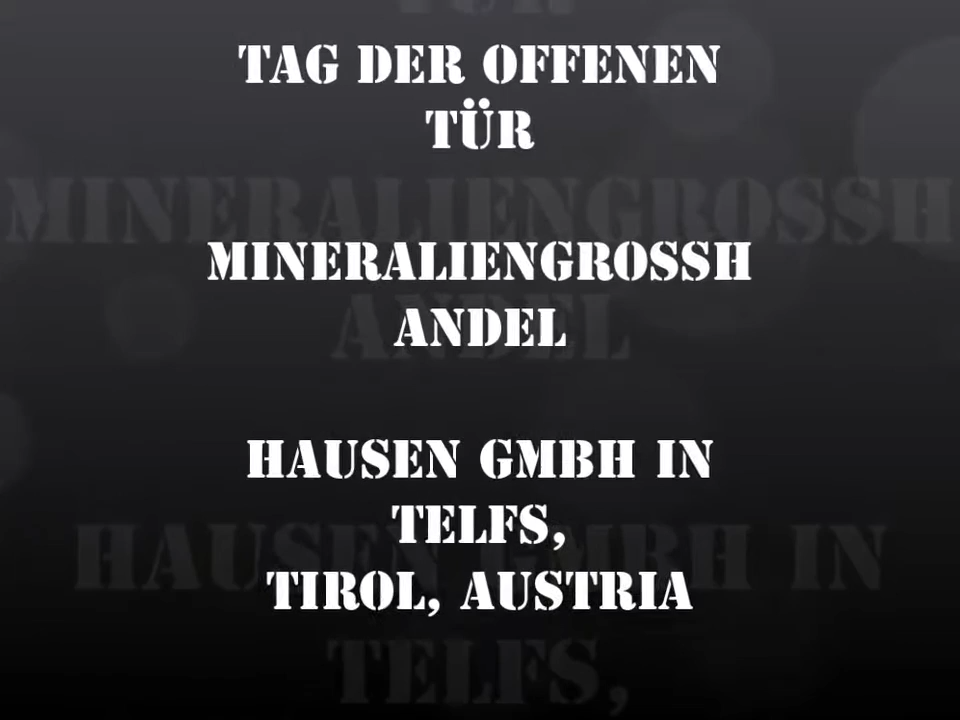 TAG DER OFFENEN
TÜR
MINERALIENGROSSH
ANDEL
HAUSEN GMBH IN
TELFS,
TIROL, AUSTRIA